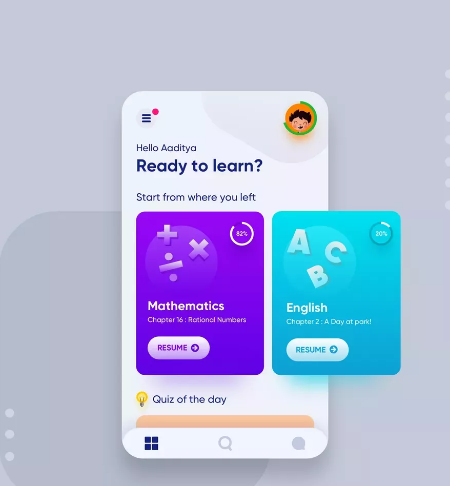 Hello Aaditya
Ready to learn?
Start from where you left
82%
Mathematics
Chapter 16 : Rational Numbers
RESUME
A
C
B
20%
English
Chapter 2 : A Day at park!
RESUME
Quiz of the day